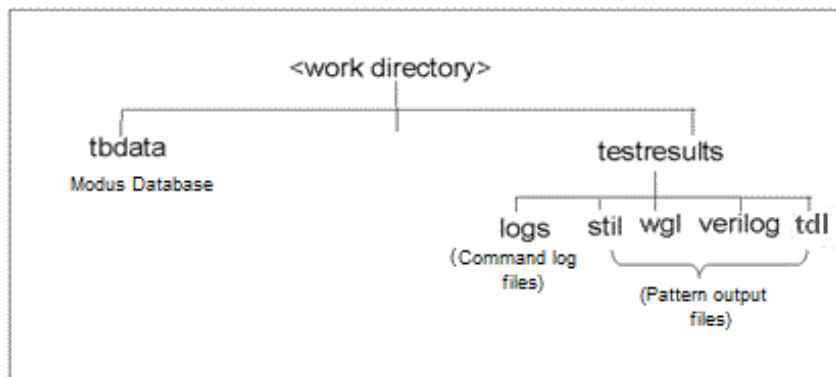 <work directory>
tbdata
Modus Database
testresults
logs stil wgl verilog tdl
(Command log
files)
(Pattern output
files)